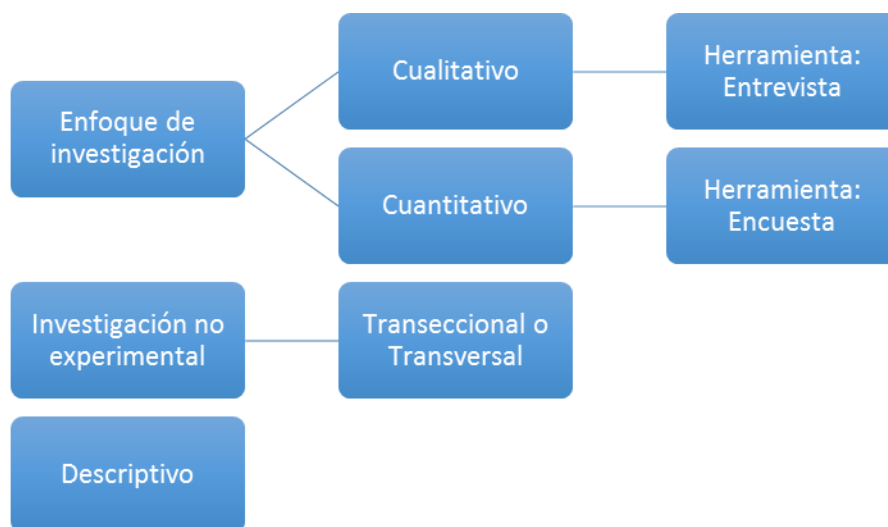 Enfoque de
investigación
Cualitativo
Herramienta:
Entrevista
Cuantitativo
Herramienta:
Encuesta
Investigación no
experimental
Transeccional o
Transversal
Descriptivo